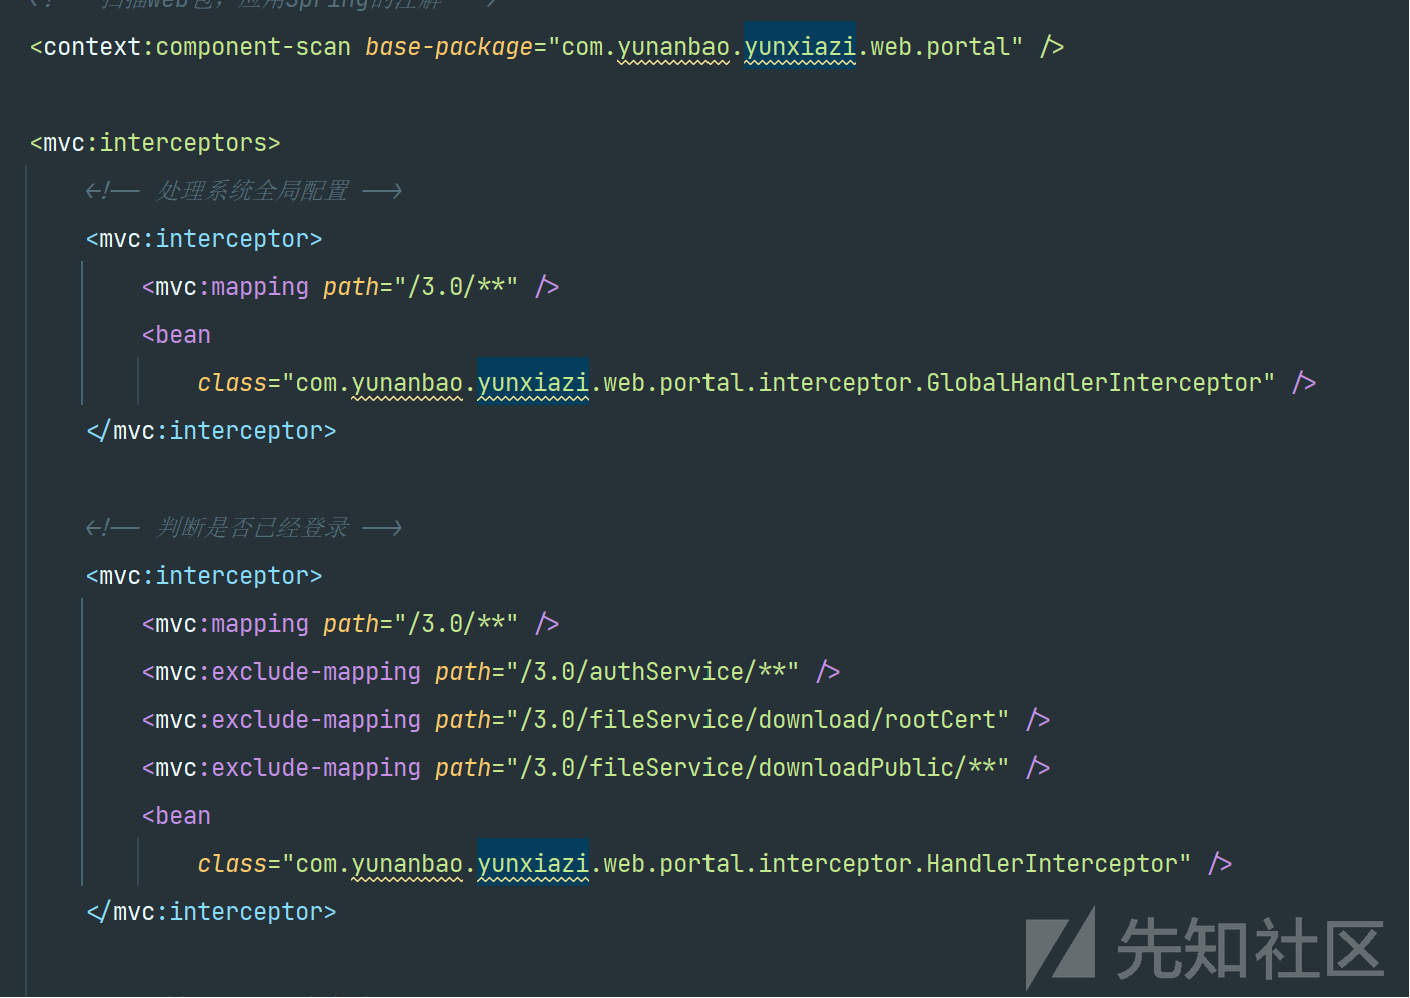 <!-- 扫描web包，应用Spring的注解 -->
<context:component-scan base-package="com.yunanbao.yunxiazi.web.portal" />
<mvc:interceptors>
<!-- 处理系统全局配置 -->
<mvc:interceptor>
<mvc:mapping path="/3.0/**" />
<bean
class="com.yunanbao.yunxiazi.web.portal.interceptor.GlobalHandlerInterceptor" />
</mvc:interceptor>
<!-- 判断是否已经登录 -->
<mvc:interceptor>
<mvc:mapping path="/3.0/**" />
<mvc:exclude-mapping path="/3.0/authService/**" />
<mvc:exclude-mapping path="/3.0/fileService/download/rootCert" />
<mvc:exclude-mapping path="/3.0/fileService/downloadPublic/**" />
<bean
class="com.yunanbao.yunxiazi.web.portal.interceptor.HandlerInterceptor" />
</mvc:interceptor>
先知社区